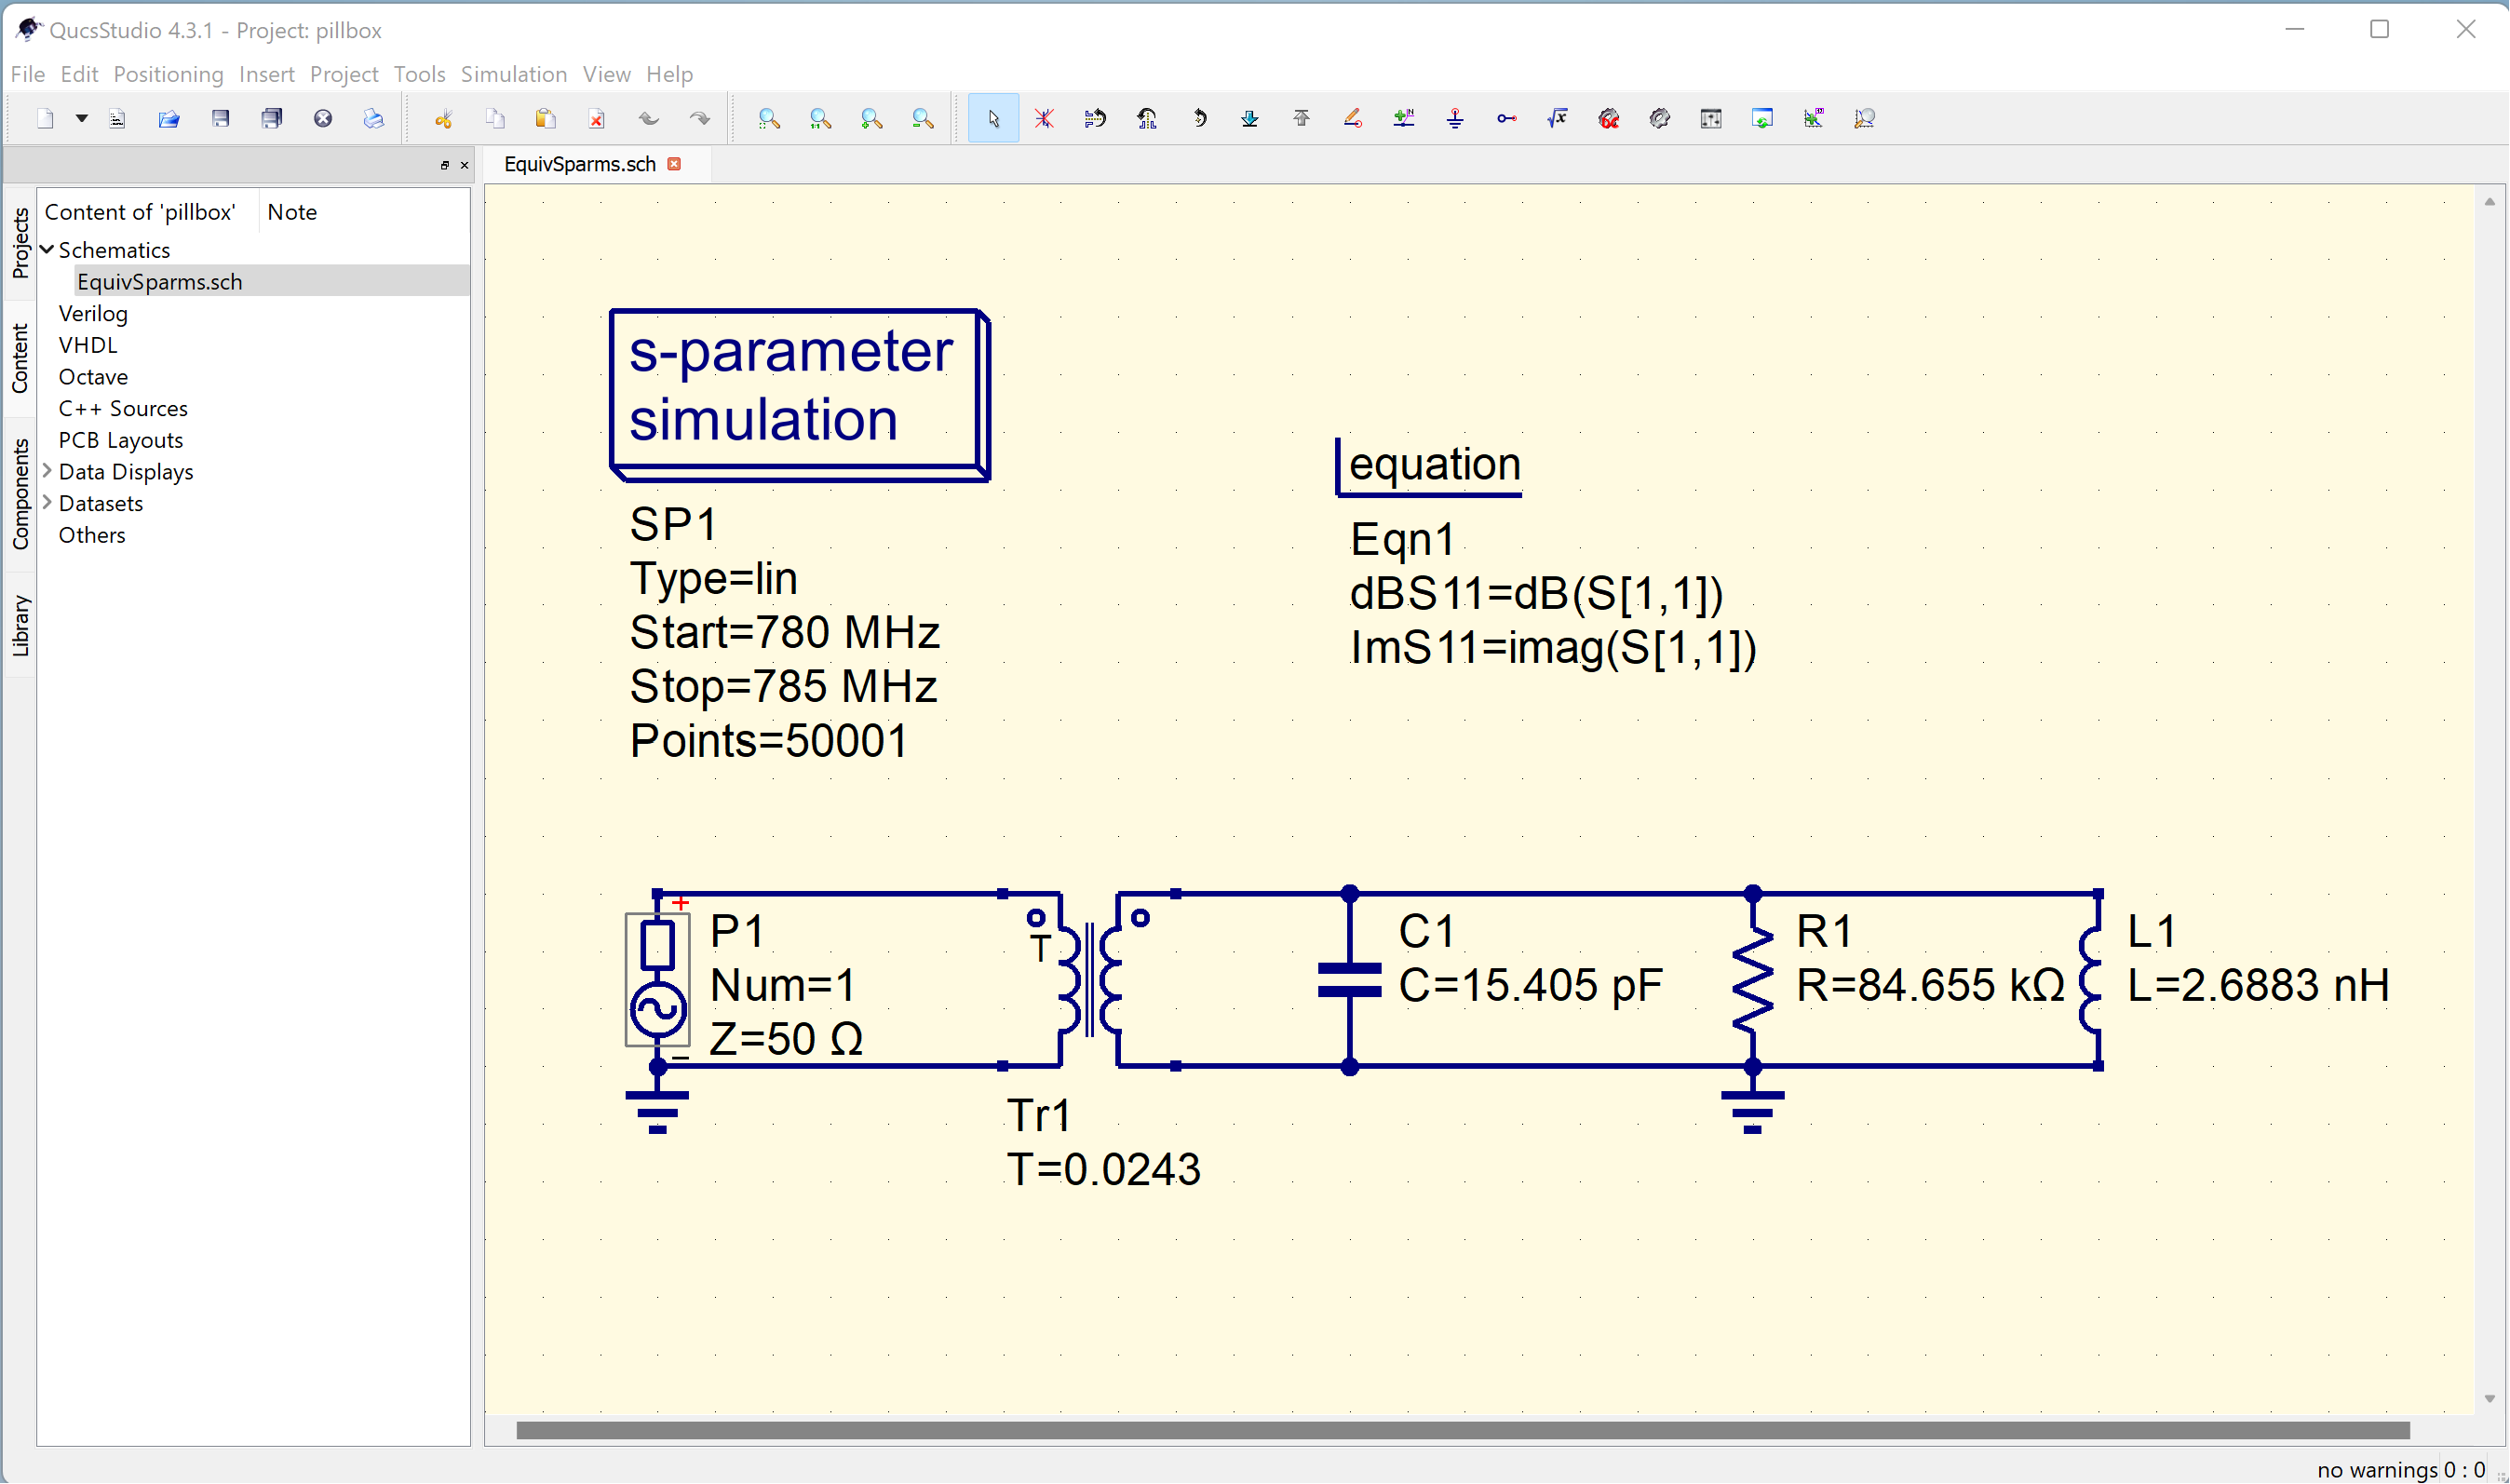 QucsStudio 4.3.1 - Project: pillbox
File Edit Positioning Insert Project Tools Simulation View Help
EquivSparms.sch
Projects
Content
Components
Library
Content of 'pillbox' Note
Schematics
EquivSparms.sch
Verilog
VHDL
Octave
C++ Sources
PCB Layouts
Data Displays
Datasets
Others
s-parameter
simulation
SP1
Type=lin
Start=780 MHz
Stop=785 MHz
Points=50001
equation
Eqn1
dBS11=dB(S[1,1])
ImS11=imag(S[1,1])
P1
Num=1
Z=50 Ω
T
Tr1
T=0.0243
C1
C=15.405 pF
R1
R=84.655 kΩ
L1
L=2.6883 nH
no warnings 0 : 0